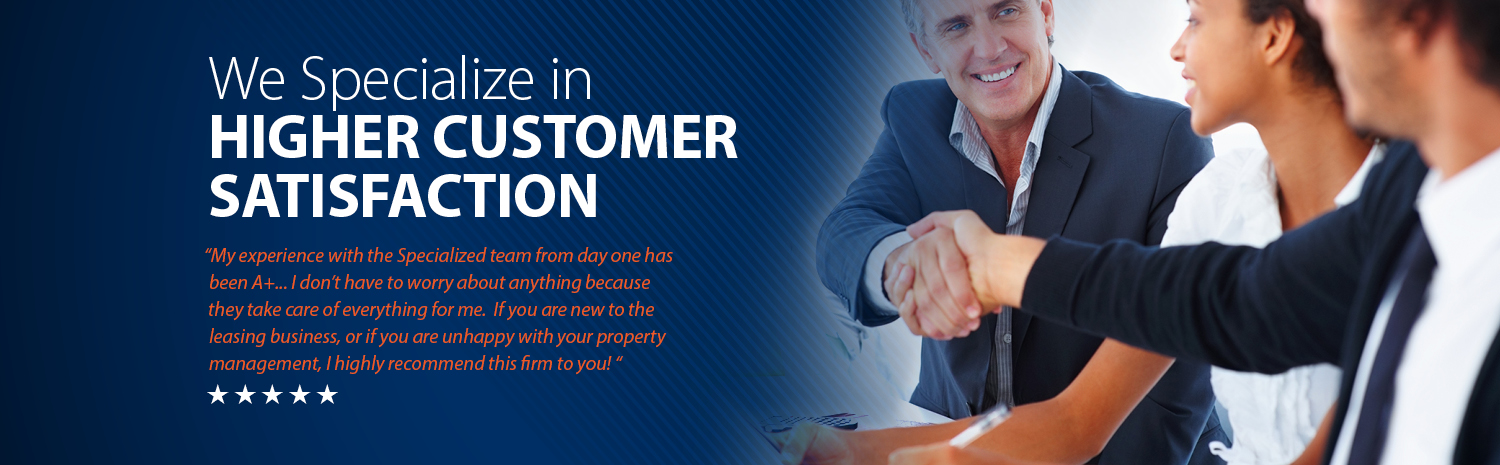 We Specialize in
HIGHER CUSTOMER
SATISFACTION
“My experience with the Specialized team from day one has
been A+... I don’t have to worry about anything because
they take care of everything for me.  If you are new to the
leasing business, or if you are unhappy with your property
management, I highly recommend this firm to you! “
★★★★★